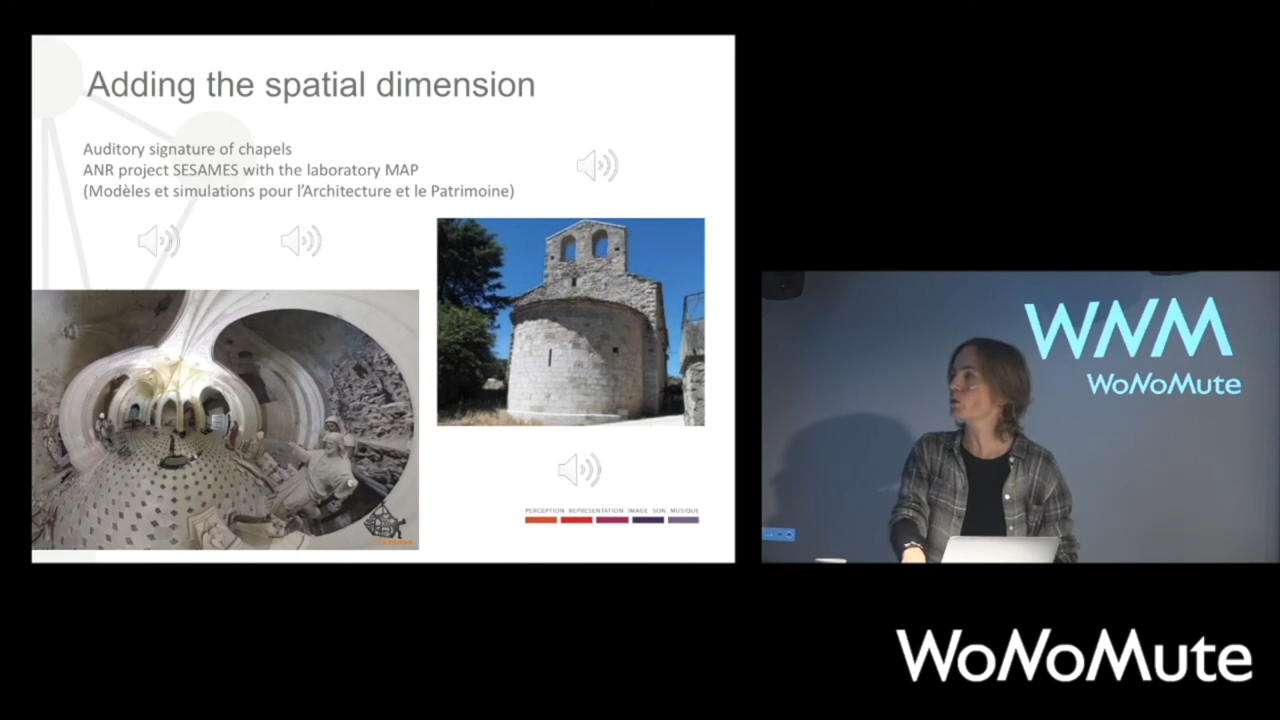 Adding the spatial dimension
Auditory signature of chapels
ANR project SESAMES with the laboratory MAP
(Modèles et simulations pour l'Architecture et le Patrimoine)
PERCEPTION REPRESENTATION IMAGE SON MUSIQUE
WNM
WoNoMute
WoNoMute